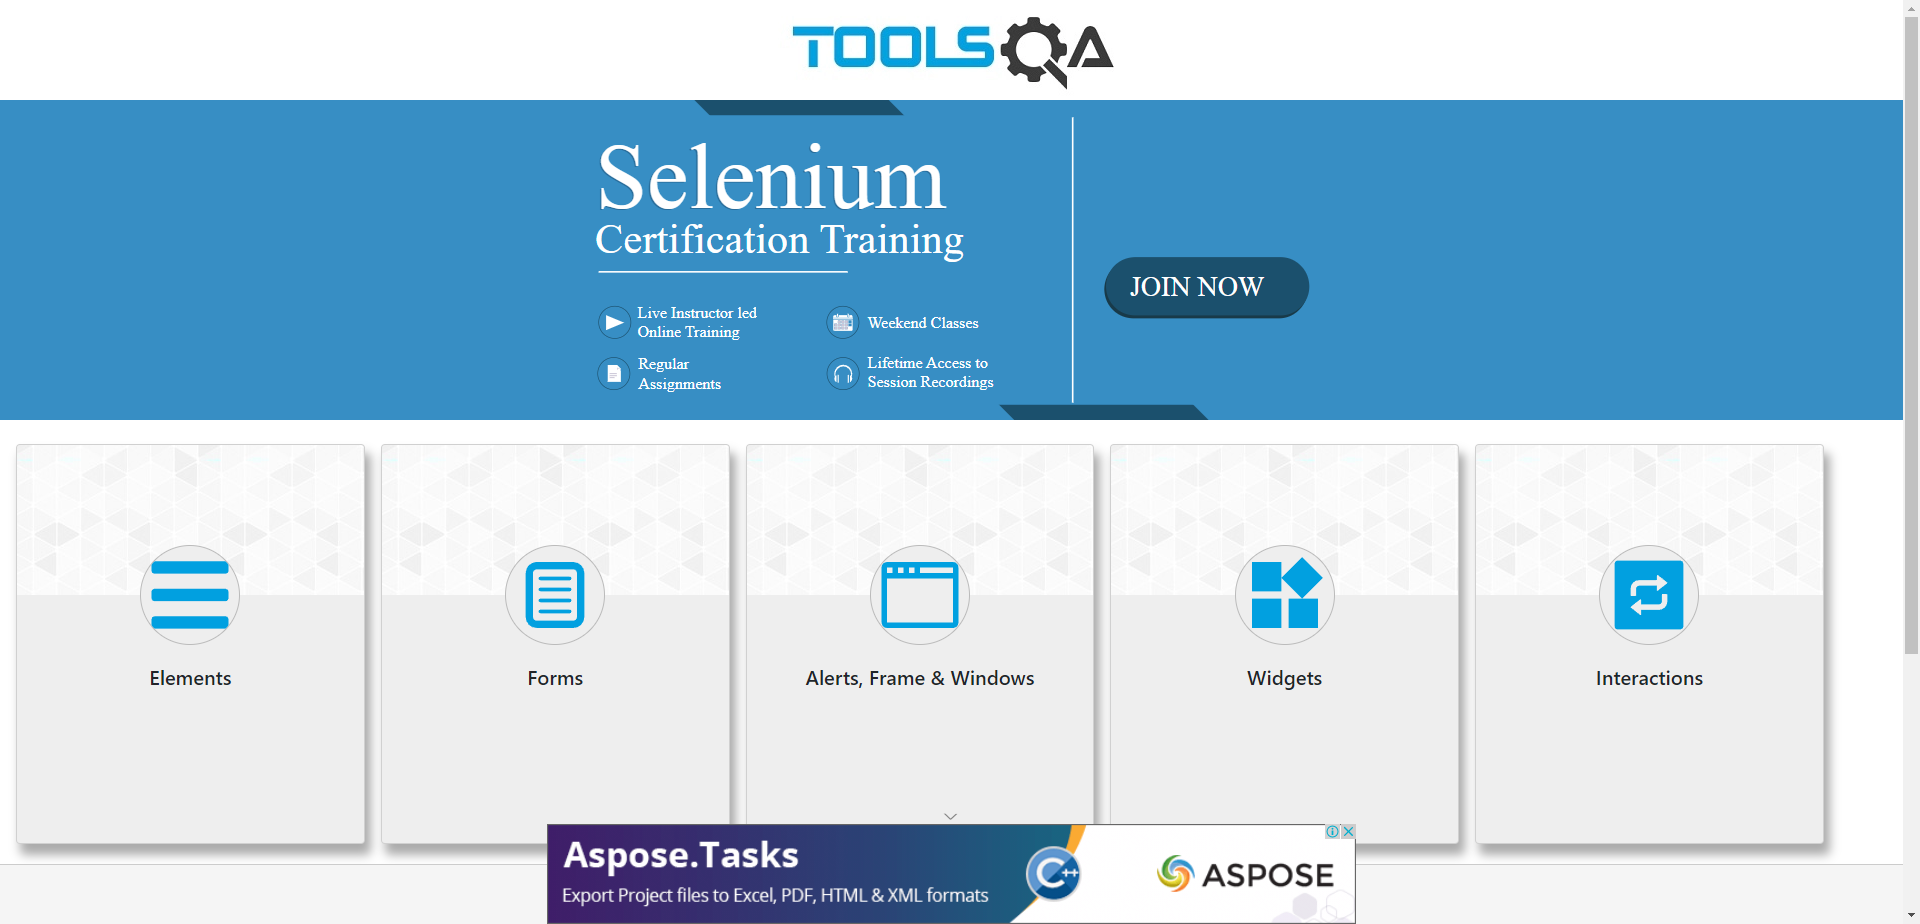 TOOLSQA
Selenium
Certification Training
JOIN NOW
Live Instructor led
Online Training
Weekend Classes
Regular
Assignments
Lifetime Access to
Session Recordings
Elements
Forms
Alerts, Frame & Windows
Widgets
Interactions
Aspose.Tasks
Export Project files to Excel, PDF, HTML & XML formats
C++
ASPOSE